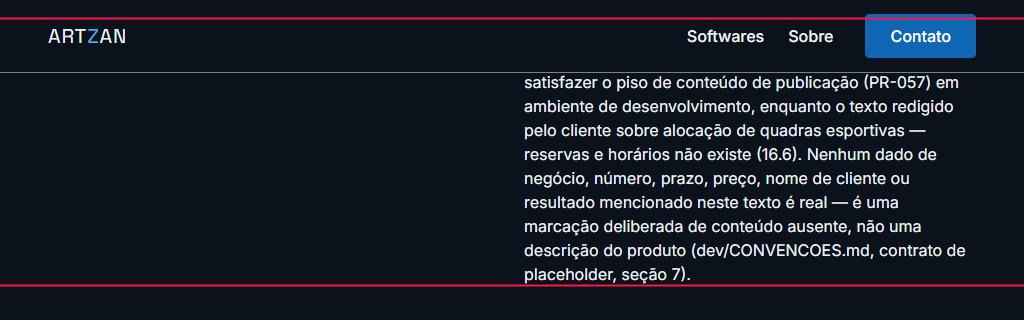 ARTZAN
Softwares Sobre Contato
satisfazer o piso de conteúdo de publicação (PR-057) em
ambiente de desenvolvimento, enquanto o texto redigido
pelo cliente sobre alocação de quadras esportivas —
reservas e horários não existe (16.6). Nenhum dado de
negócio, número, prazo, preço, nome de cliente ou
resultado mencionado neste texto é real — é uma
marcação deliberada de conteúdo ausente, não uma
descrição do produto (dev/CONVENCOES.md, contrato de
placeholder, seção 7).